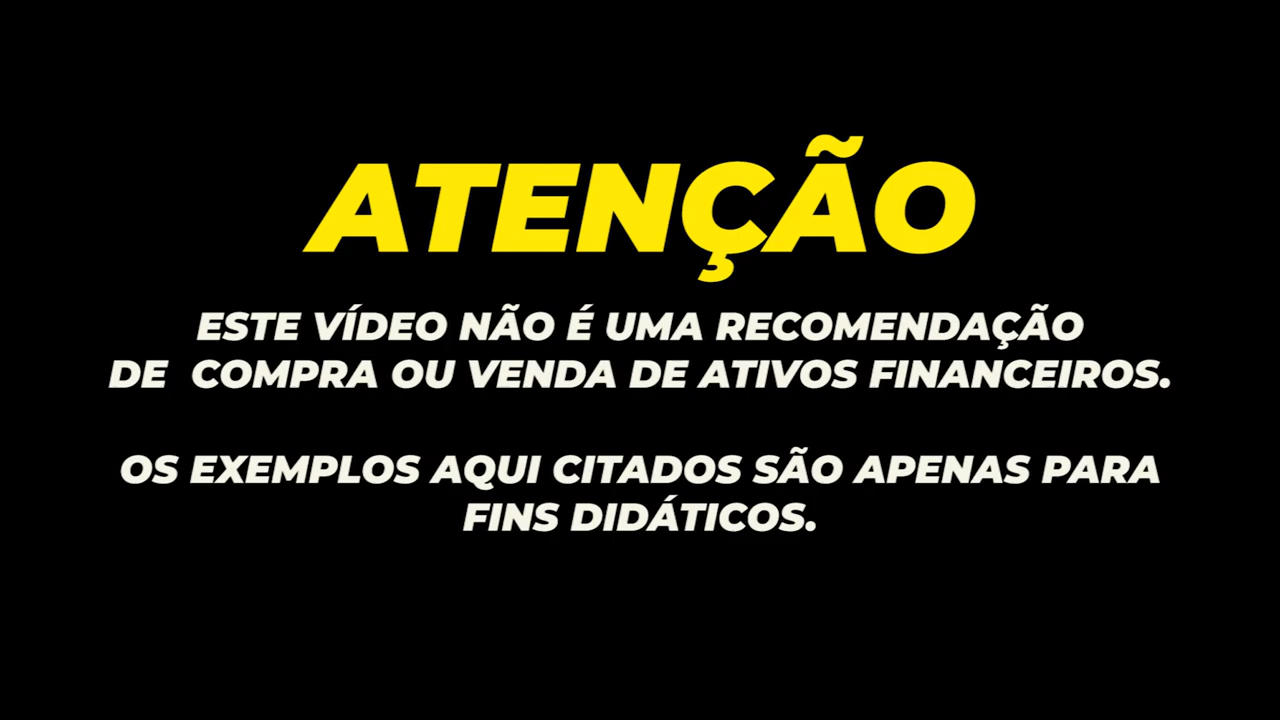 ATENÇÃO
ESTE VÍDEO NÃO É UMA RECOMENDAÇÃO
DE  COMPRA OU VENDA DE ATIVOS FINANCEIROS.
OS EXEMPLOS AQUI CITADOS SÃO APENAS PARA
FINS DIDÁTICOS.